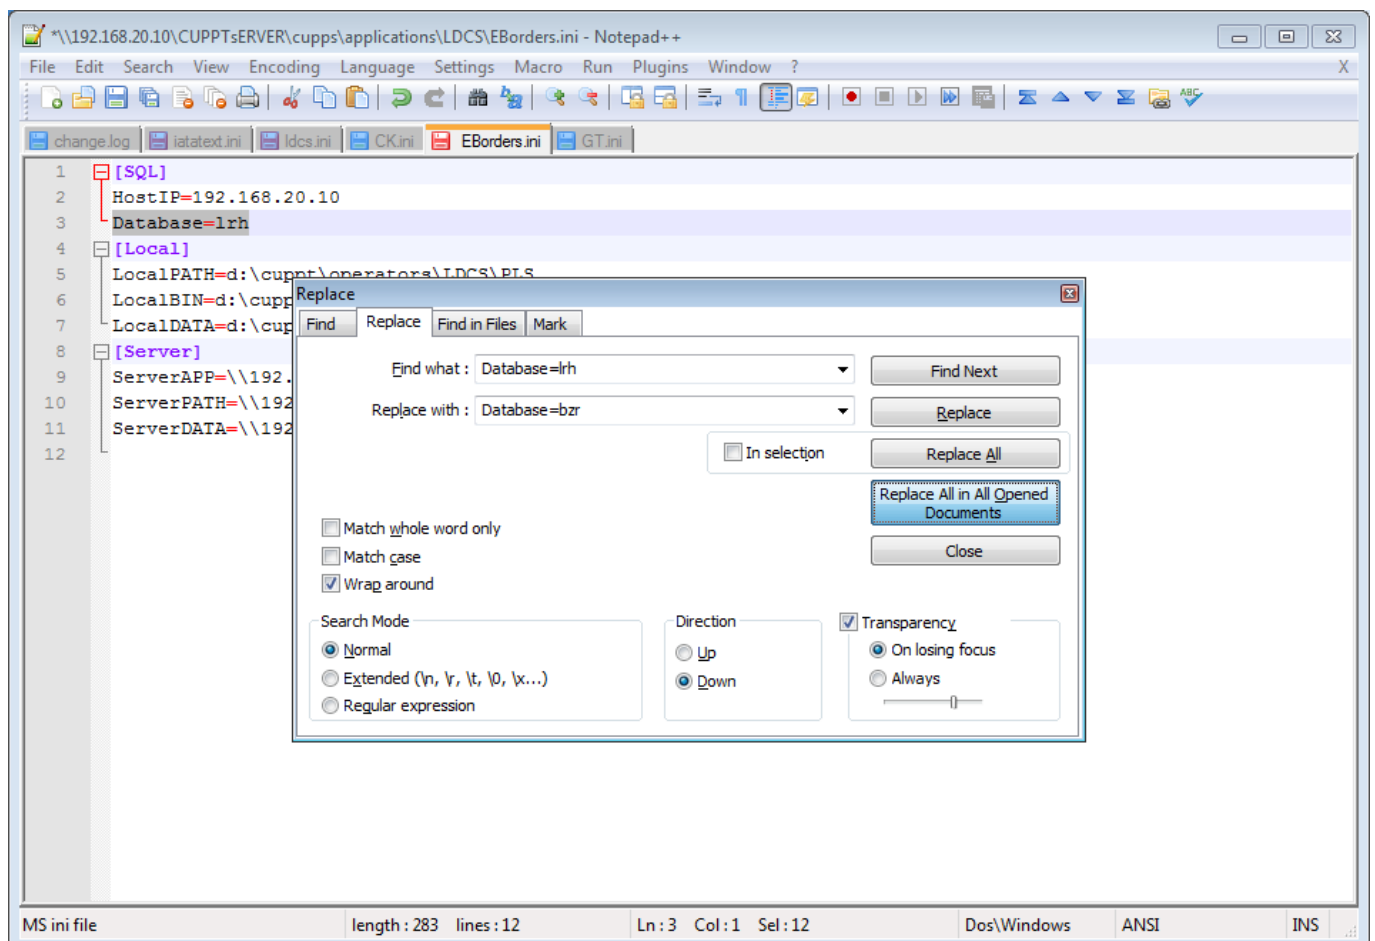 *\\192.168.20.10\CUPPTsERVER\cupps\applications\LDCS\EBorders.ini - Notepad++
File Edit Search View Encoding Language Settings Macro Run Plugins Window ? X
ABC
change.log iatatext.ini ldcs.ini CK.ini EBorders.ini GT.ini
1 [SQL]
2 HostIP=192.168.20.10
3 Database=lrh
4 [Local]
5 LocalPATH=d:\cuppt\operators\LDCS\PLS
6 LocalBIN=d:\cupp
7 LocalDATA=d:\cup
8 [Server]
9 ServerAPP=\\192.
10 ServerPATH=\\192
11 ServerDATA=\\192
12
Replace
Find Replace Find in Files Mark
Find what : Database=lrh Find Next
Replace with : Database=bzr Replace
In selection Replace All
Replace All in All Opened
Documents
Match whole word only
Match case Close
Wrap around
Search Mode
Normal
Extended (\n, \r, \t, \0, \x...)
Regular expression
Direction
Up
Down
Transparency
On losing focus
Always
MS ini file length : 283 lines : 12 Ln : 3 Col : 1 Sel : 12 Dos\Windows ANSI INS